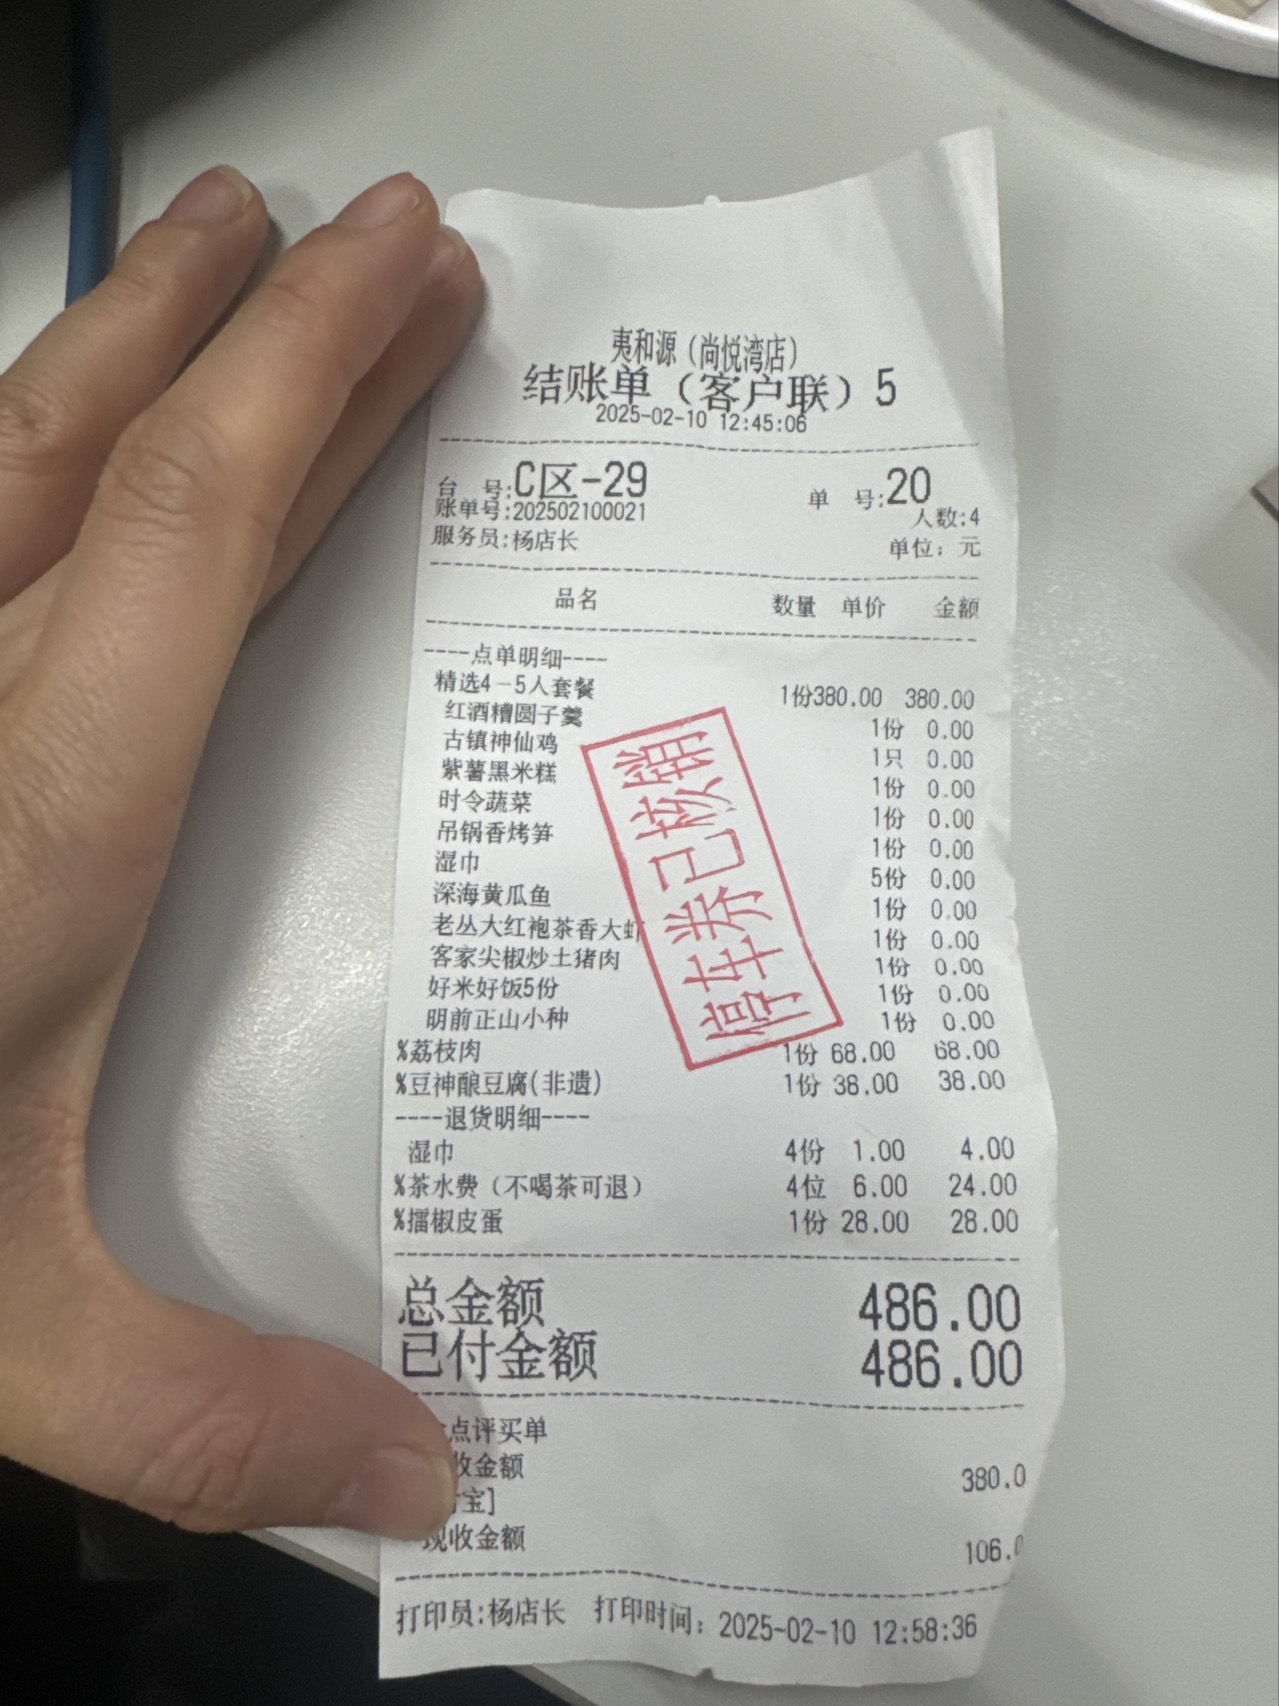 夷和源（尚悦湾店）
结账单（客户联）5
2025-02-10 12:45:06
台 号:C区-29 单 号:20
账单号:202502100021 人数:4
服务员:杨店长 单位：元
品名 数量 单价 金额
----点单明细----
精选4-5人套餐 1份380.00 380.00
红酒糟圆子羹 1份 0.00
古镇神仙鸡 1只 0.00
紫薯黑米糕 1份 0.00
时令蔬菜 1份 0.00
吊锅香烤笋 1份 0.00
湿巾 5份 0.00
深海黄瓜鱼 1份 0.00
老丛大红袍茶香大虾 1份 0.00
客家尖椒炒土猪肉 1份 0.00
好米好饭5份 1份 0.00
明前正山小种 1份 0.00
%荔枝肉 1份 68.00 68.00
%豆神酿豆腐(非遗) 1份 38.00 38.00
----退货明细----
湿巾 4份 1.00 4.00
%茶水费（不喝茶可退） 4位 6.00 24.00
%擂椒皮蛋 1份 28.00 28.00
总金额 486.00
已付金额 486.00
点评买单
收金额 380.0
宝]
现收金额 106.0
打印员:杨店长 打印时间：2025-02-10 12:58:36
停车券已核销